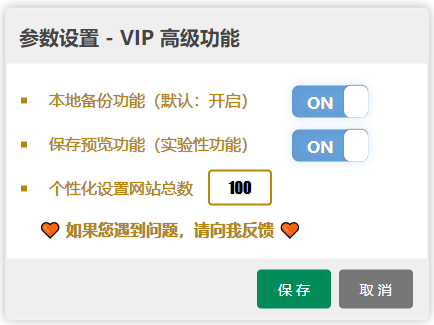 参数设置 - VIP 高级功能
本地备份功能（默认：开启） ON
保存预览功能（实验性功能） ON
个性化设置网站总数 100
如果您遇到问题，请向我反馈
保存 取消